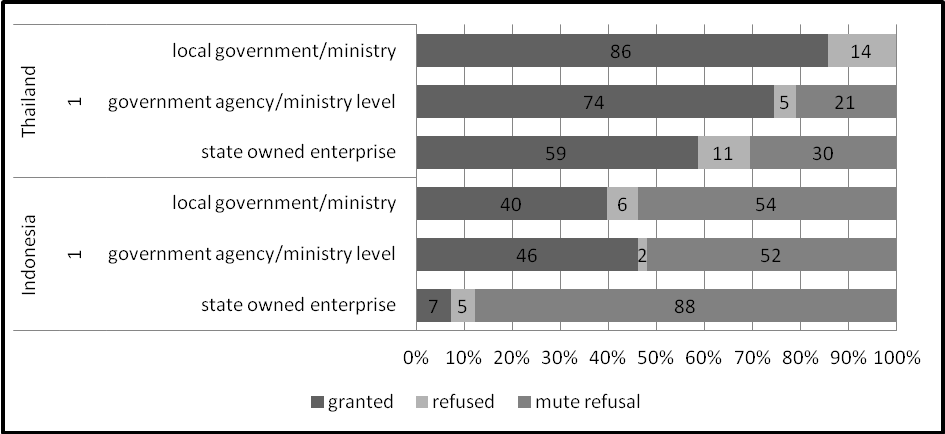 Thailand
1
local government/ministry
86 14
government agency/ministry level
74 5 21
state owned enterprise
59 11 30
Indonesia
1
local government/ministry
40 6 54
government agency/ministry level
46 2 52
state owned enterprise
7 5 88
0% 10% 20% 30% 40% 50% 60% 70% 80% 90% 100%
granted refused mute refusal